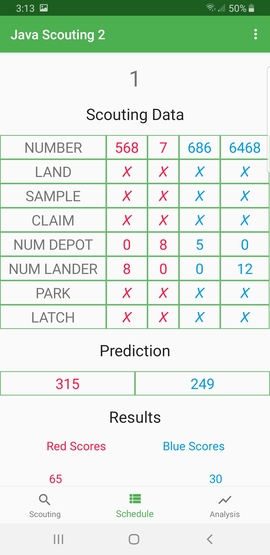 3:13 50%
Java Scouting 2
1
Scouting Data
NUMBER 568 7 686 6468
LAND X X X X
SAMPLE X X X X
CLAIM X X X X
NUM DEPOT 0 8 5 0
NUM LANDER 8 0 0 12
PARK X X X X
LATCH X X X X
Prediction
315 249
Results
Red Scores Blue Scores
65 30
Scouting Schedule Analysis